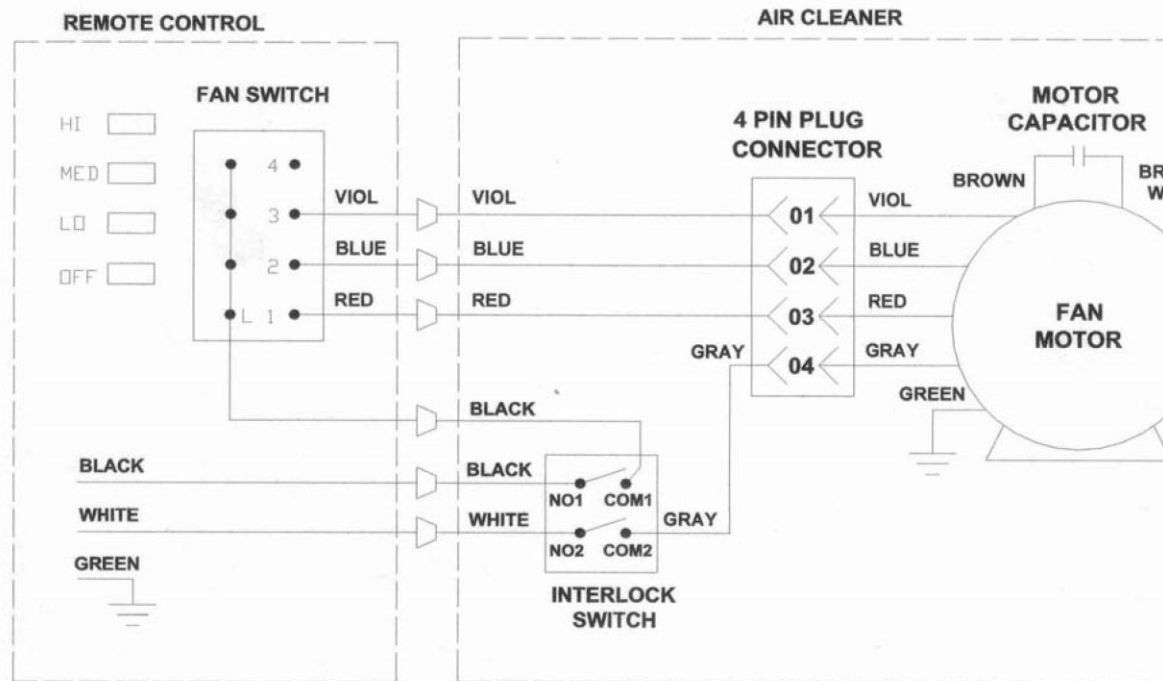 REMOTE CONTROL
AIR CLEANER
FAN SWITCH
HI
MED
LO
OFF
4
3
2
L 1
VIOL
BLUE
RED
VIOL
BLUE
RED
4 PIN PLUG
CONNECTOR
01
02
03
04
VIOL
BLUE
RED
GRAY
GRAY
GREEN
MOTOR
CAPACITOR
BROWN
BR
W
FAN
MOTOR
BLACK
BLACK
BLACK
WHITE
WHITE
GREEN
NO1 COM1
NO2 COM2
GRAY
INTERLOCK
SWITCH